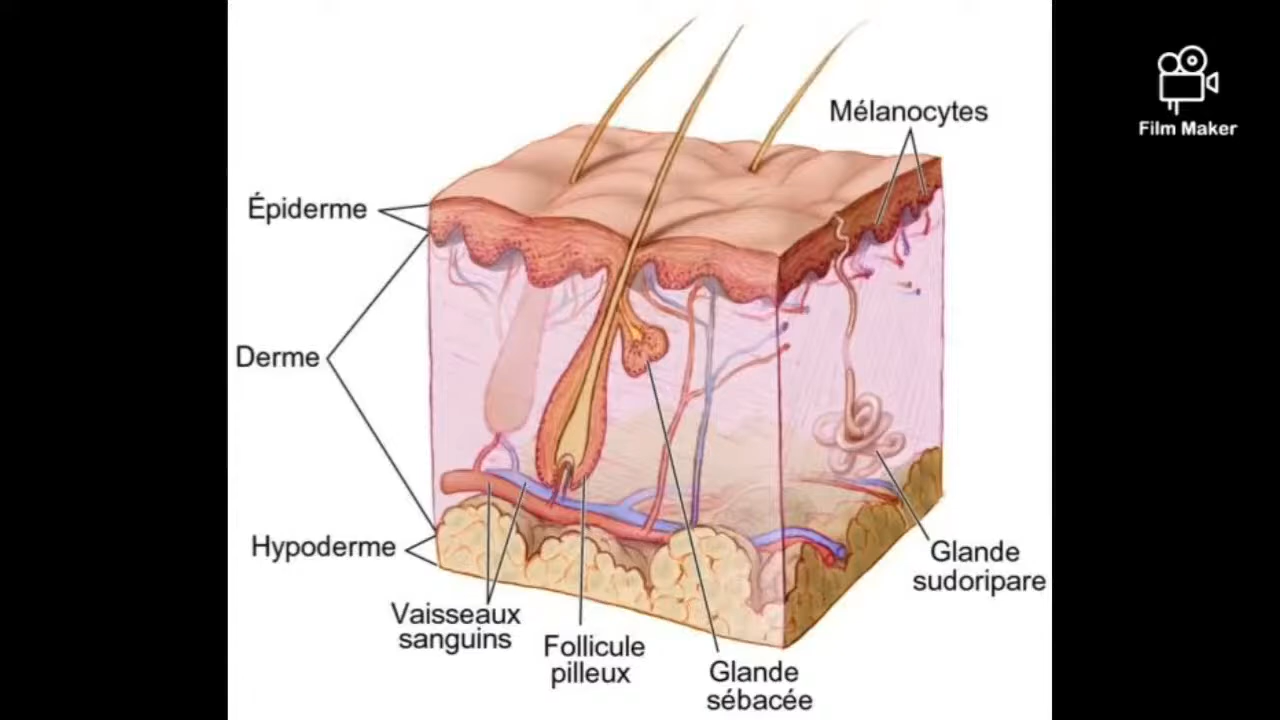 Mélanocytes
Film Maker
Épiderme
Derme
Hypoderme
Glande
sudoripare
Vaisseaux
sanguins
Follicule
pilleux
Glande
sébacée